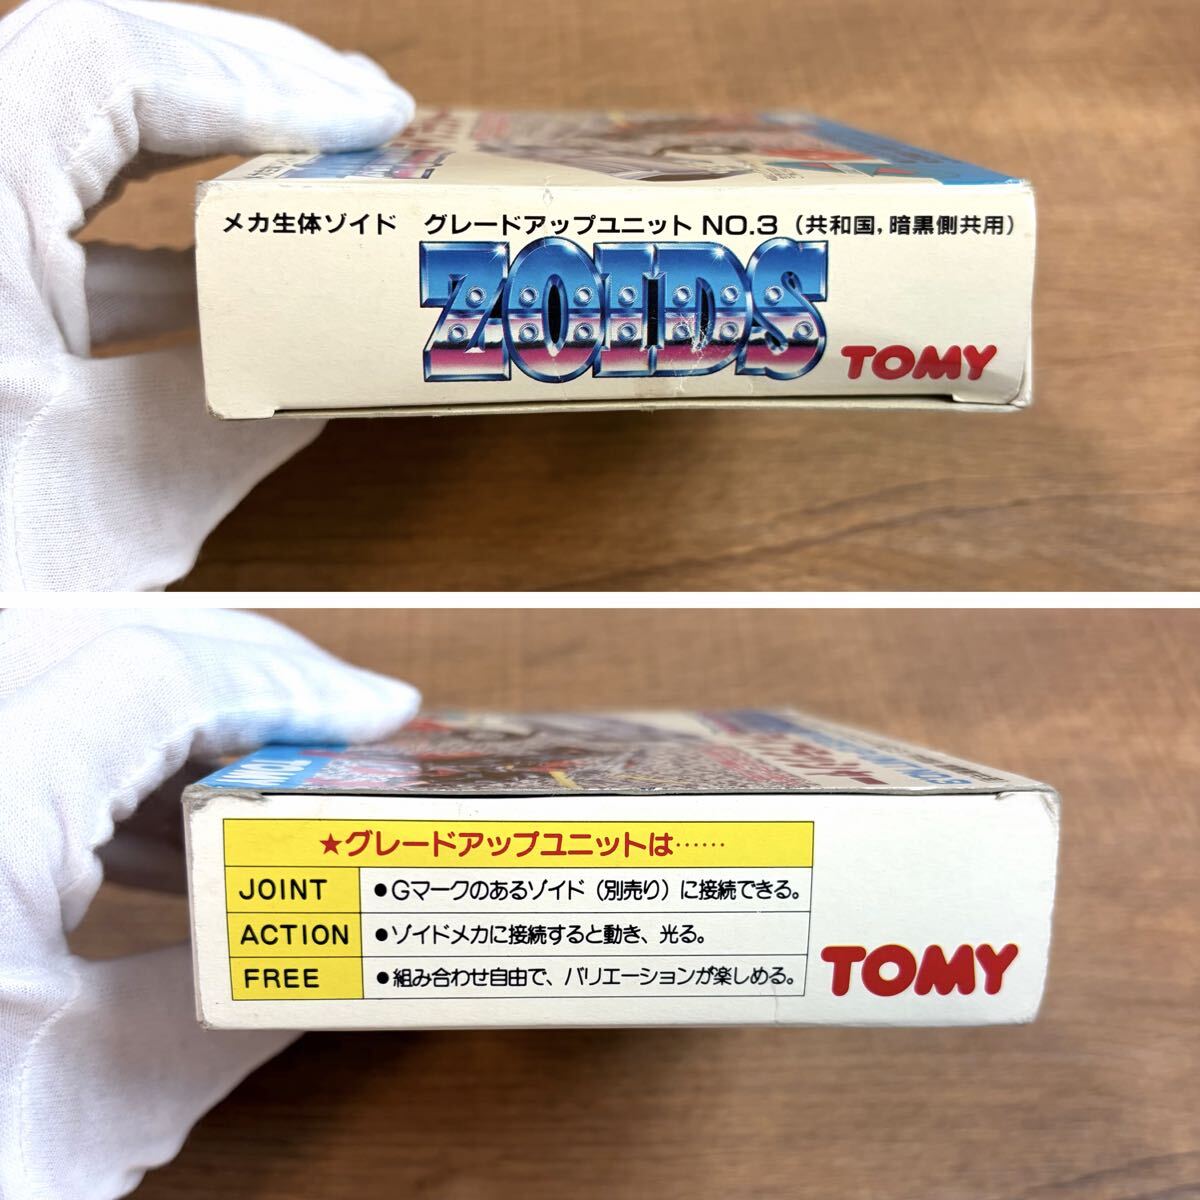 メカ生体ゾイド グレードアップユニット NO.3 (共和国,暗黒側共用)
ZOIDS
TOMY
TOMY
★グレードアップユニットは……
JOINT ●Gマークのあるゾイド(別売り)に接続できる。
ACTION ●ゾイドメカに接続すると動き、光る。
FREE ●組み合わせ自由で、バリエーションが楽しめる。
TOMY